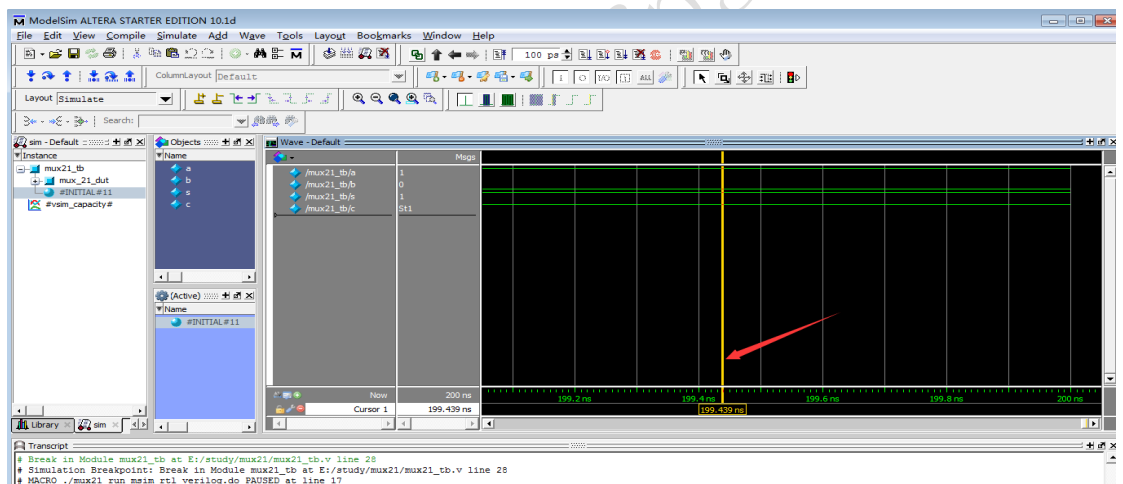 ModelSim ALTERA STARTER EDITION 10.1d
File Edit View Compile Simulate Add Wave Tools Layout Bookmarks Window Help
100 ps
ColumnLayout Default
Layout Simulate
Search:
sim - Default
Instance
mux21_tb
mux_21_dut
#INITIAL#11
#vsim_capacity#
Objects
Name
a
b
s
c
(Active)
Name
#INITIAL#11
Wave - Default
Msgs
/mux21_tb/a 1
/mux21_tb/b 0
/mux21_tb/s 1
/mux21_tb/c St1
Now 200 ns
Cursor 1 199.439 ns
199.2 ns 199.4 ns 199.6 ns 199.8 ns 200 ns
199.439 ns
Library sim
Transcript
# Break in Module mux21_tb at E:/study/mux21/mux21_tb.v line 28
# Simulation Breakpoint: Break in Module mux21_tb at E:/study/mux21/mux21_tb.v line 28
# MACRO ./mux21_run_msim_rtl_verilog.do PAUSED at line 17